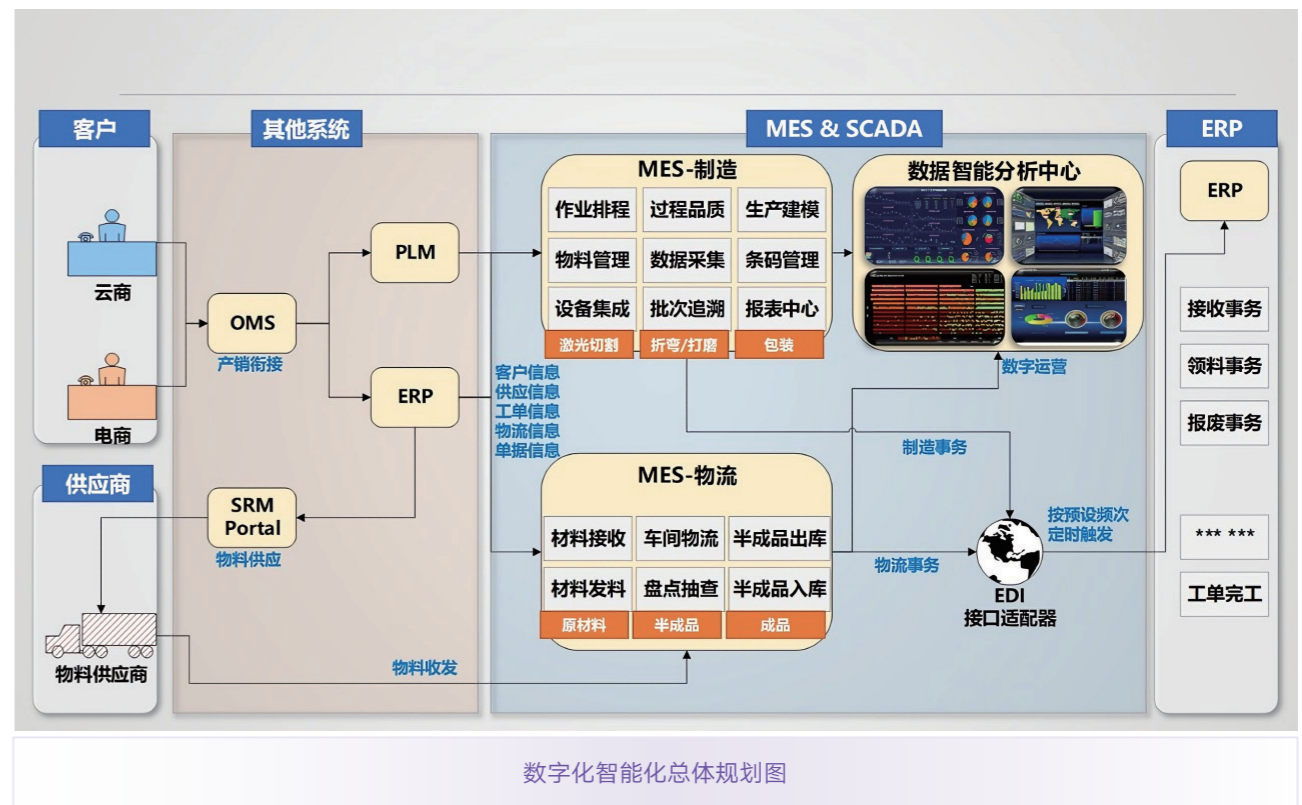 客户
云商
电商
供应商
物料供应商
其他系统
OMS
产销衔接
PLM
ERP
SRM
Portal
物料供应
客户信息
供应信息
工单信息
物流信息
单据信息
物料收发
MES & SCADA
MES-制造
作业排程 过程品质 生产建模
物料管理 数据采集 条码管理
设备集成 批次追溯 报表中心
激光切割 折弯/打磨 包装
数据智能分析中心
数字运营
制造事务
MES-物流
材料接收 车间物流 半成品出库
材料发料 盘点抽查 半成品入库
原材料 半成品 成品
物流事务
按预设频次
定时触发
EDI
接口适配器
ERP
ERP
接收事务
领料事务
报废事务
*** ***
工单完工
数字化智能化总体规划图